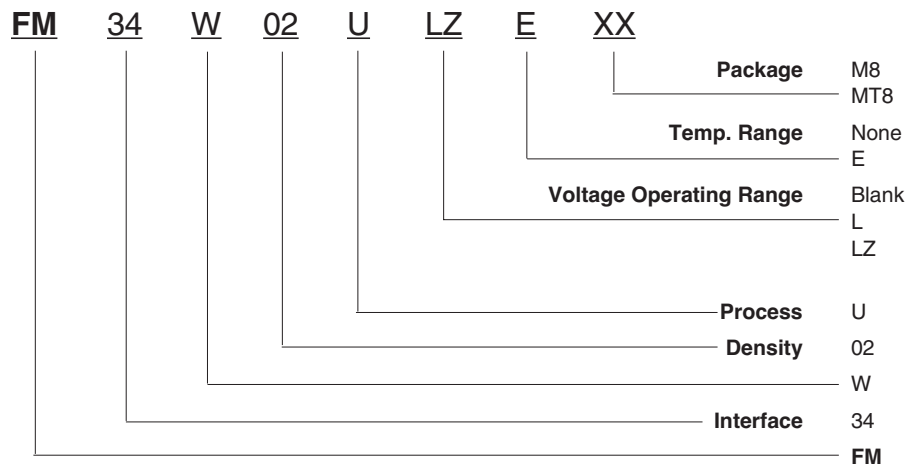 FM 34 W 02 U LZ E XX
Package M8
MT8
Temp. Range None
E
Voltage Operating Range Blank
L
LZ
Process U
Density 02
W
Interface 34
FM